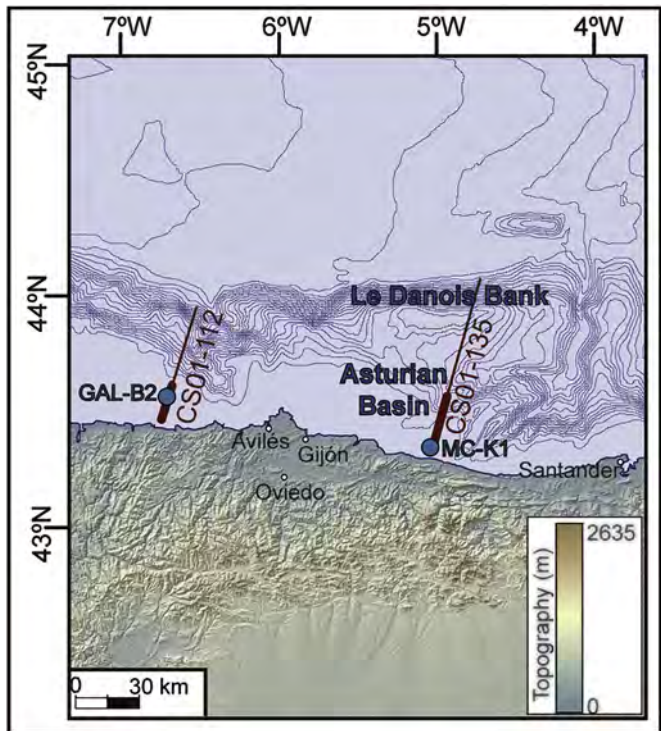 7ºW 6ºW 5ºW 4ºW
45ºN
44ºN
Le Danois Bank
CS01-112
CS01-135
GAL-B2
Asturian
Basin
MC-K1
Avilés
Gijón
Santander
Oviedo
43ºN
2635
Topography (m)
0
0 30 km